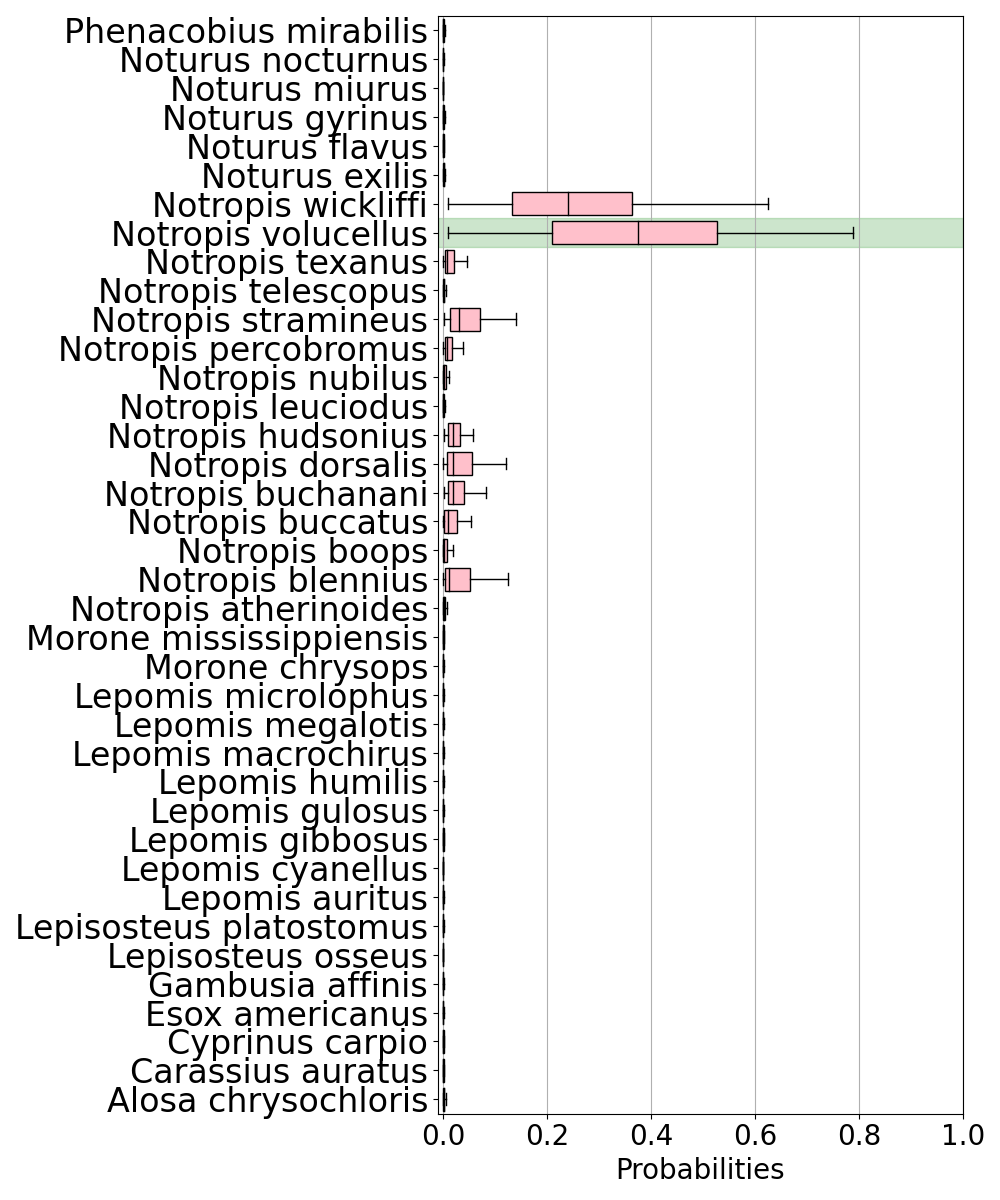 Phenacobius mirabilis
Noturus nocturnus
Noturus miurus
Noturus gyrinus
Noturus flavus
Noturus exilis
Notropis wickliffi
Notropis volucellus
Notropis texanus
Notropis telescopus
Notropis stramineus
Notropis percobromus
Notropis nubilus
Notropis leuciodus
Notropis hudsonius
Notropis dorsalis
Notropis buchanani
Notropis buccatus
Notropis boops
Notropis blennius
Notropis atherinoides
Morone mississippiensis
Morone chrysops
Lepomis microlophus
Lepomis megalotis
Lepomis macrochirus
Lepomis humilis
Lepomis gulosus
Lepomis gibbosus
Lepomis cyanellus
Lepomis auritus
Lepisosteus platostomus
Lepisosteus osseus
Gambusia affinis
Esox americanus
Cyprinus carpio
Carassius auratus
Alosa chrysochloris
0.0 0.2 0.4 0.6 0.8 1.0
Probabilities